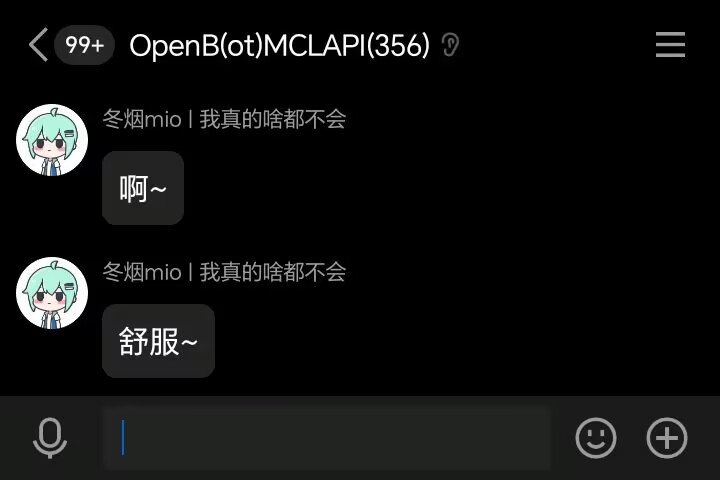 99+ OpenB(ot)MCLAPI(356)
冬烟mio | 我真的啥都不会
啊~
冬烟mio | 我真的啥都不会
舒服~